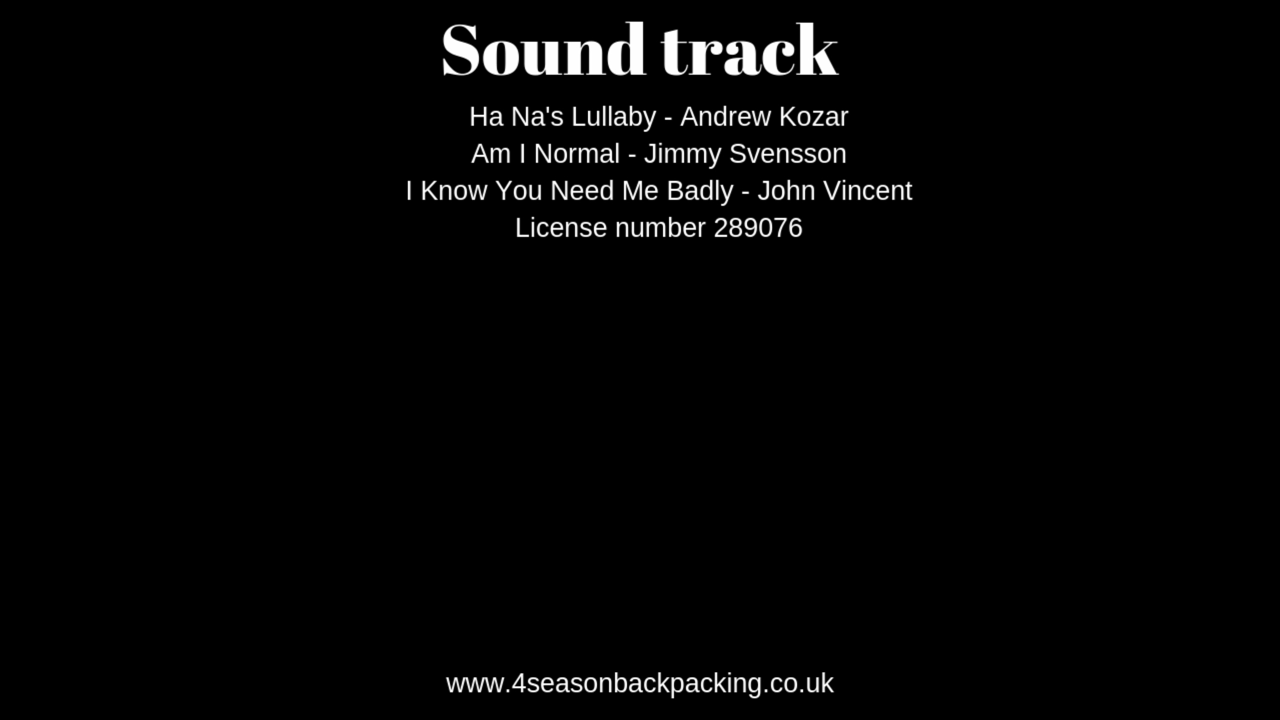 Sound track
Ha Na's Lullaby - Andrew Kozar
Am I Normal - Jimmy Svensson
I Know You Need Me Badly - John Vincent
License number 289076
www.4seasonbackpacking.co.uk